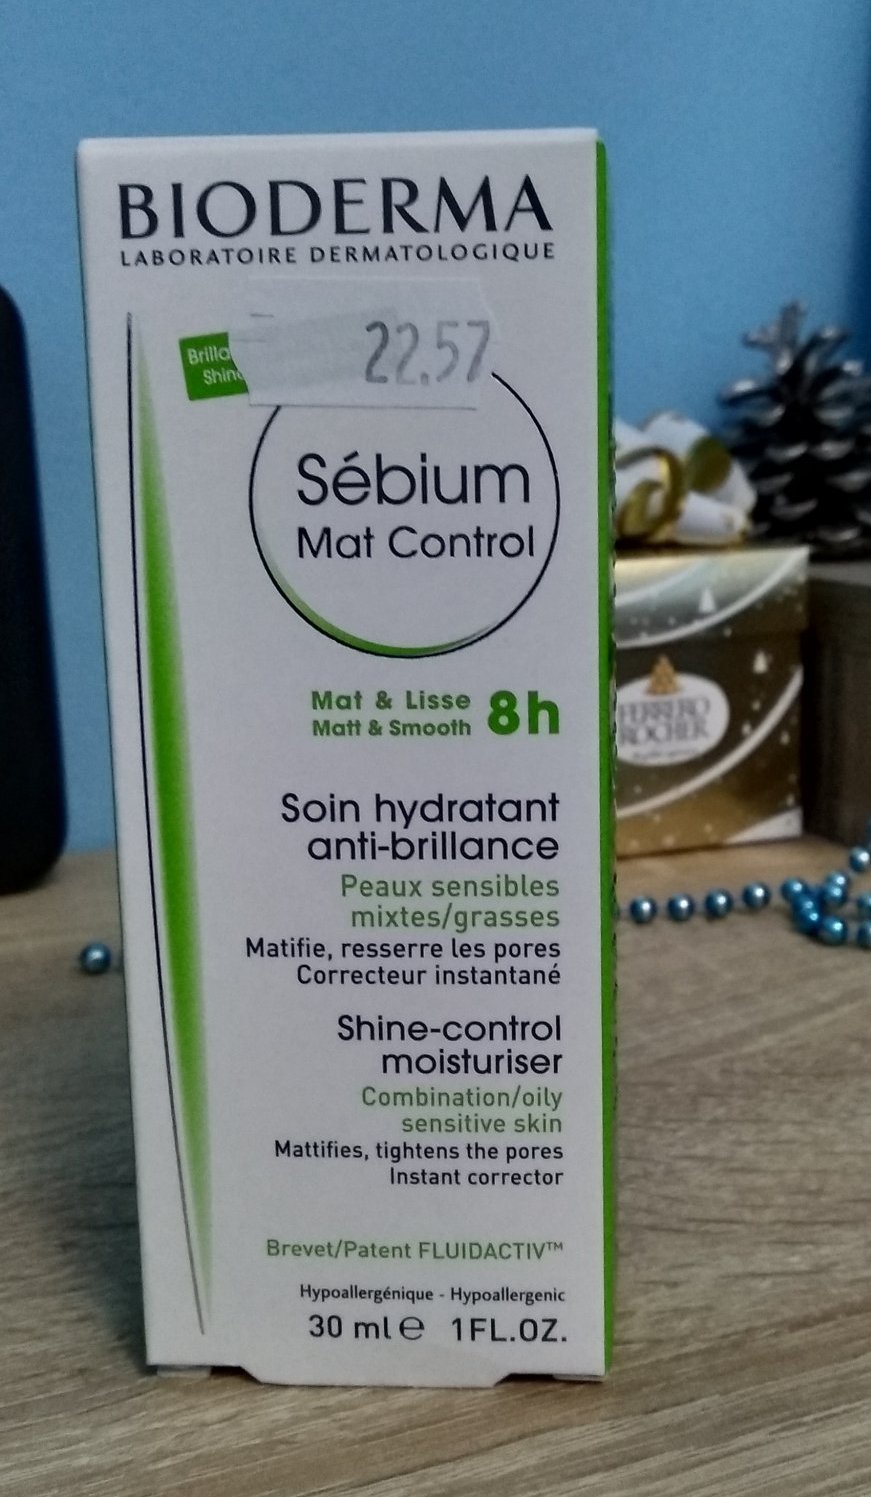 BIODERMA
LABORATOIRE DERMATOLOGIQUE
22.57
Sébium
Mat Control
Mat & Lisse
Matt & Smooth
8h
Soin hydratant
anti-brillance
Peaux sensibles
mixtes/grasses
Matifie, resserre les pores
Correcteur instantané
Shine-control
moisturiser
Combination/oily
sensitive skin
Mattifies, tightens the pores
Instant corrector
Brevet/Patent FLUIDACTIV™
Hypoallergénique - Hypoallergenic
30 ml ℮ 1FL.OZ.
FERRERO
ROCHER